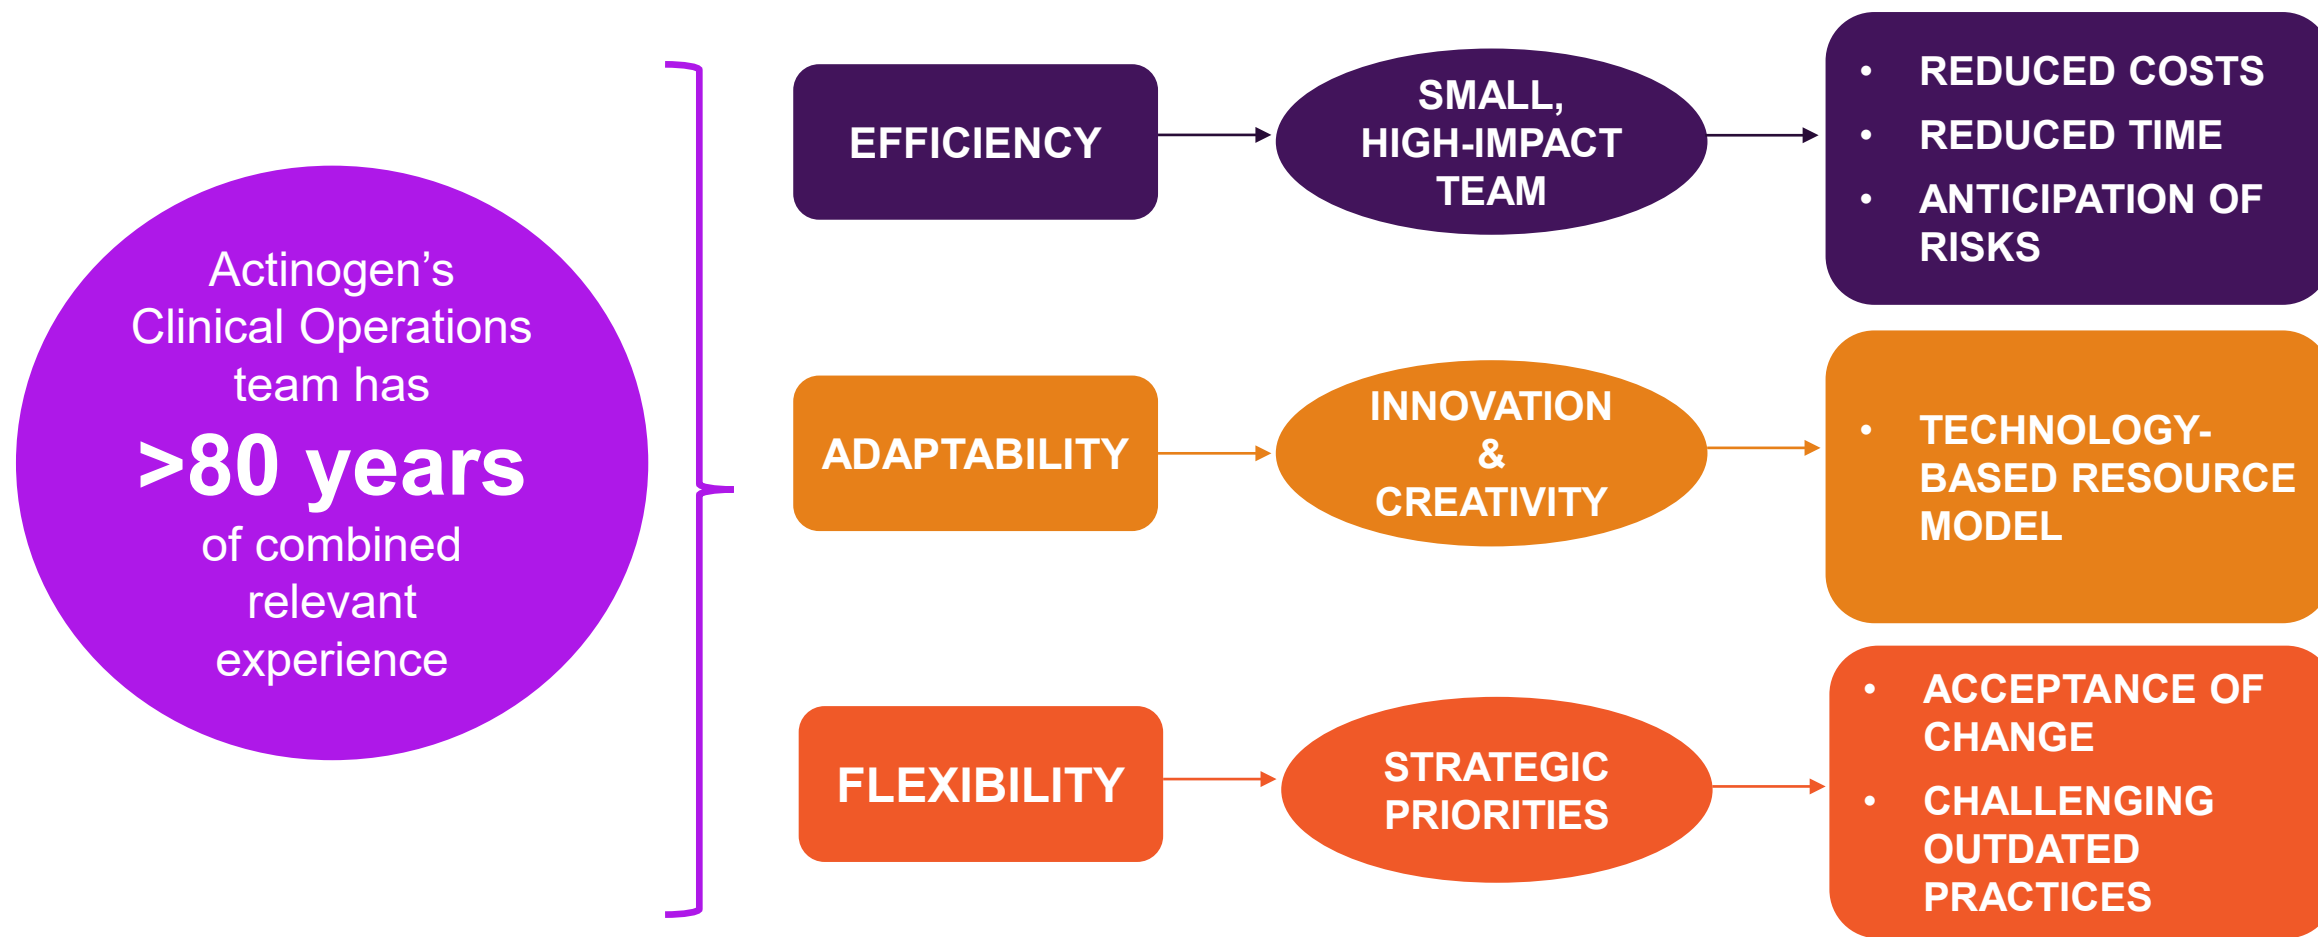 Actinogen’s
Clinical Operations
team has
>80 years
of combined
relevant
experience
EFFICIENCY
SMALL,
HIGH-IMPACT
TEAM
• REDUCED COSTS
• REDUCED TIME
• ANTICIPATION OF
RISKS
ADAPTABILITY
INNOVATION
&
CREATIVITY
• TECHNOLOGY-
BASED RESOURCE
MODEL
FLEXIBILITY
STRATEGIC
PRIORITIES
• ACCEPTANCE OF
CHANGE
• CHALLENGING
OUTDATED
PRACTICES